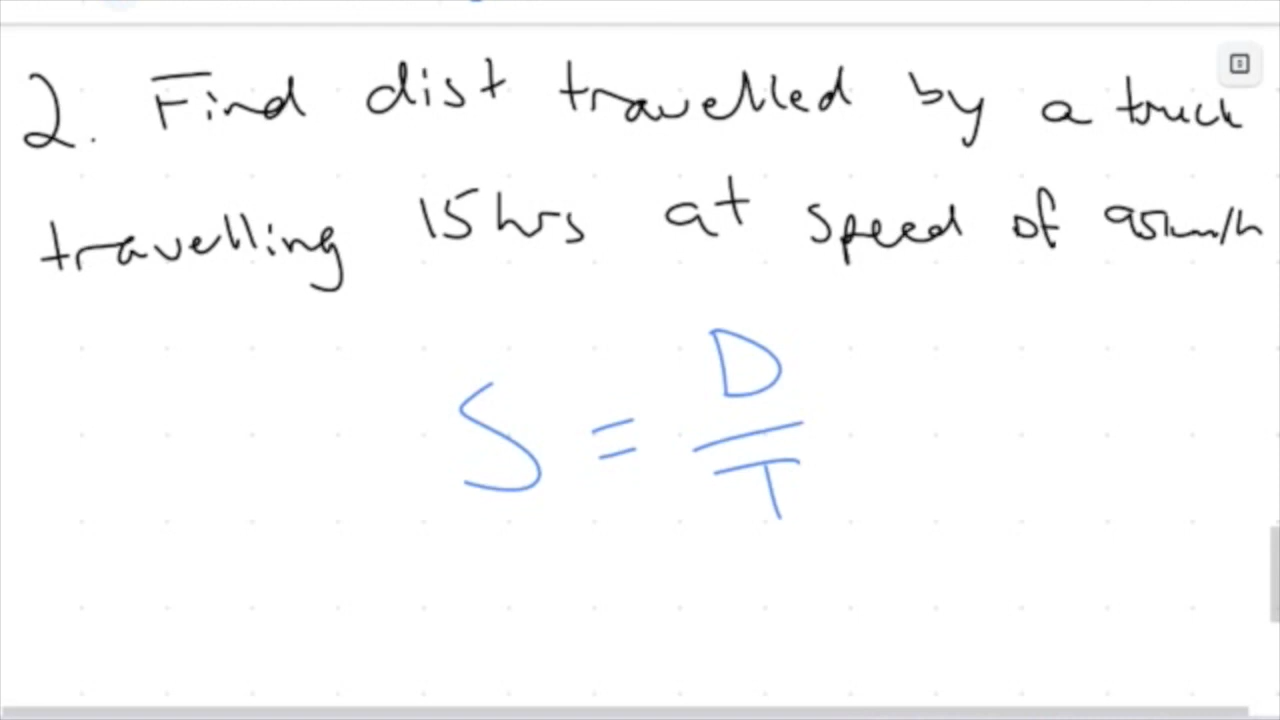 2. Find dist travelled by a truck
travelling 15hrs at speed of 95km/h
S = D/T